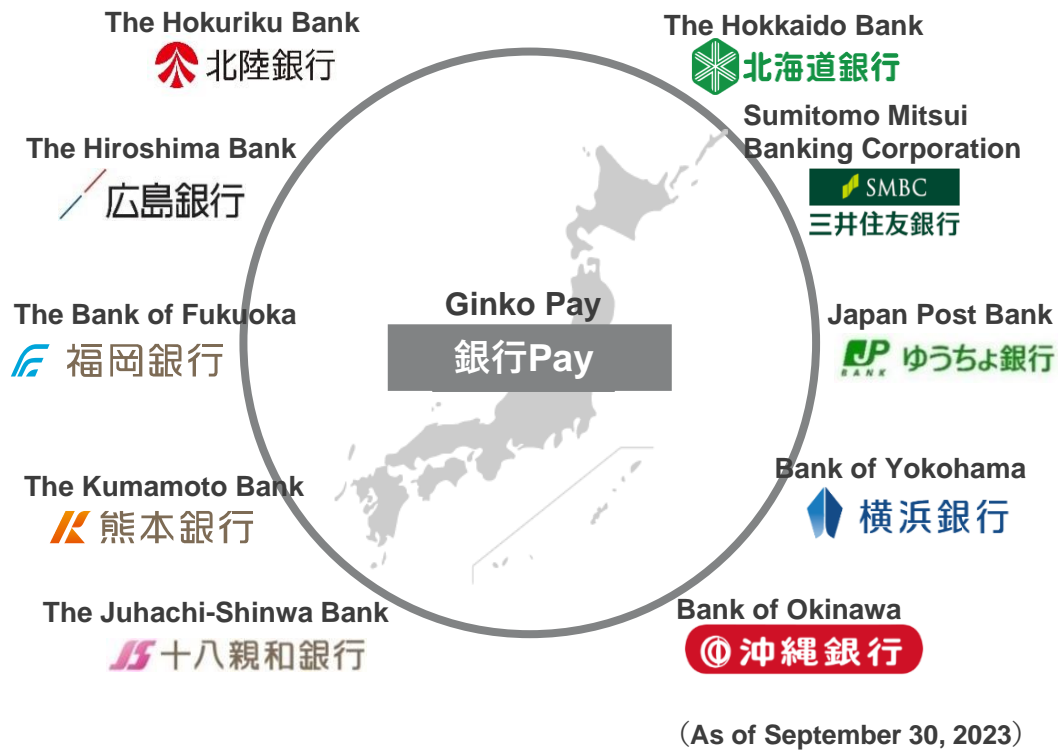 The Hokuriku Bank
北陸銀行
The Hokkaido Bank
北海道銀行
The Hiroshima Bank
広島銀行
Sumitomo Mitsui
Banking Corporation
SMBC
三井住友銀行
The Bank of Fukuoka
福岡銀行
Ginko Pay
銀行Pay
Japan Post Bank
JP
BANK
ゆうちょ銀行
The Kumamoto Bank
熊本銀行
Bank of Yokohama
横浜銀行
The Juhachi-Shinwa Bank
十八親和銀行
Bank of Okinawa
沖縄銀行
（As of September 30, 2023）